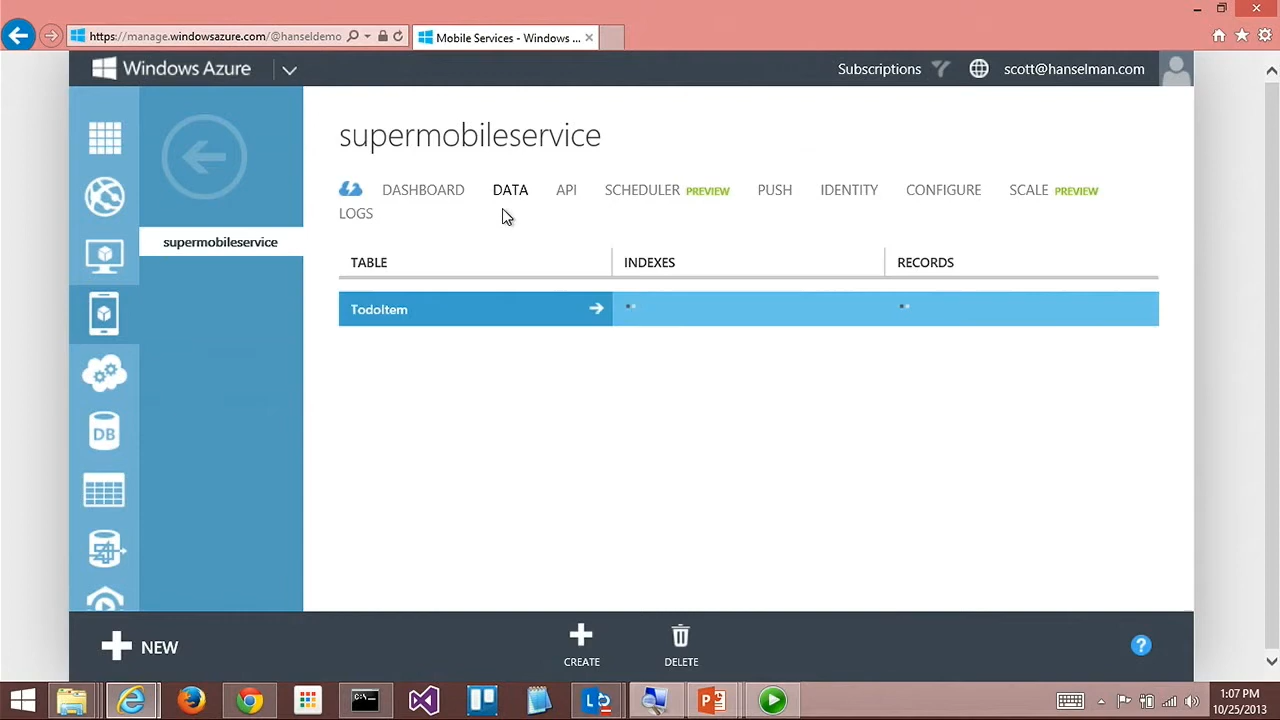 https://manage.windowsazure.com/@hanseldemo
Mobile Services - Windows ...
Windows Azure
Subscriptions
scott@hanselman.com
supermobileservice
DASHBOARD DATA API SCHEDULER PREVIEW PUSH IDENTITY CONFIGURE SCALE PREVIEW
LOGS
supermobileservice
TABLE INDEXES RECORDS
TodoItem
DB
NEW
CREATE
DELETE
?
C:\_
L
P
1:07 PM
10/25/2013